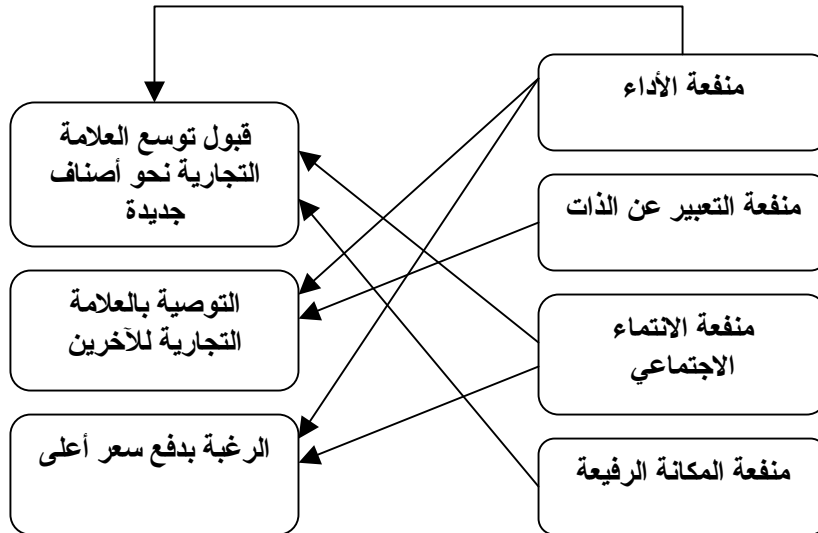 منفعة الأداء
قبول توسع العلامة
التجارية نحو أصناف
جديدة
منفعة التعبير عن الذات
التوصية بالعلامة
التجارية للآخرين
منفعة الانتماء
الاجتماعي
الرغبة بدفع سعر أعلى
منفعة المكانة الرفيعة